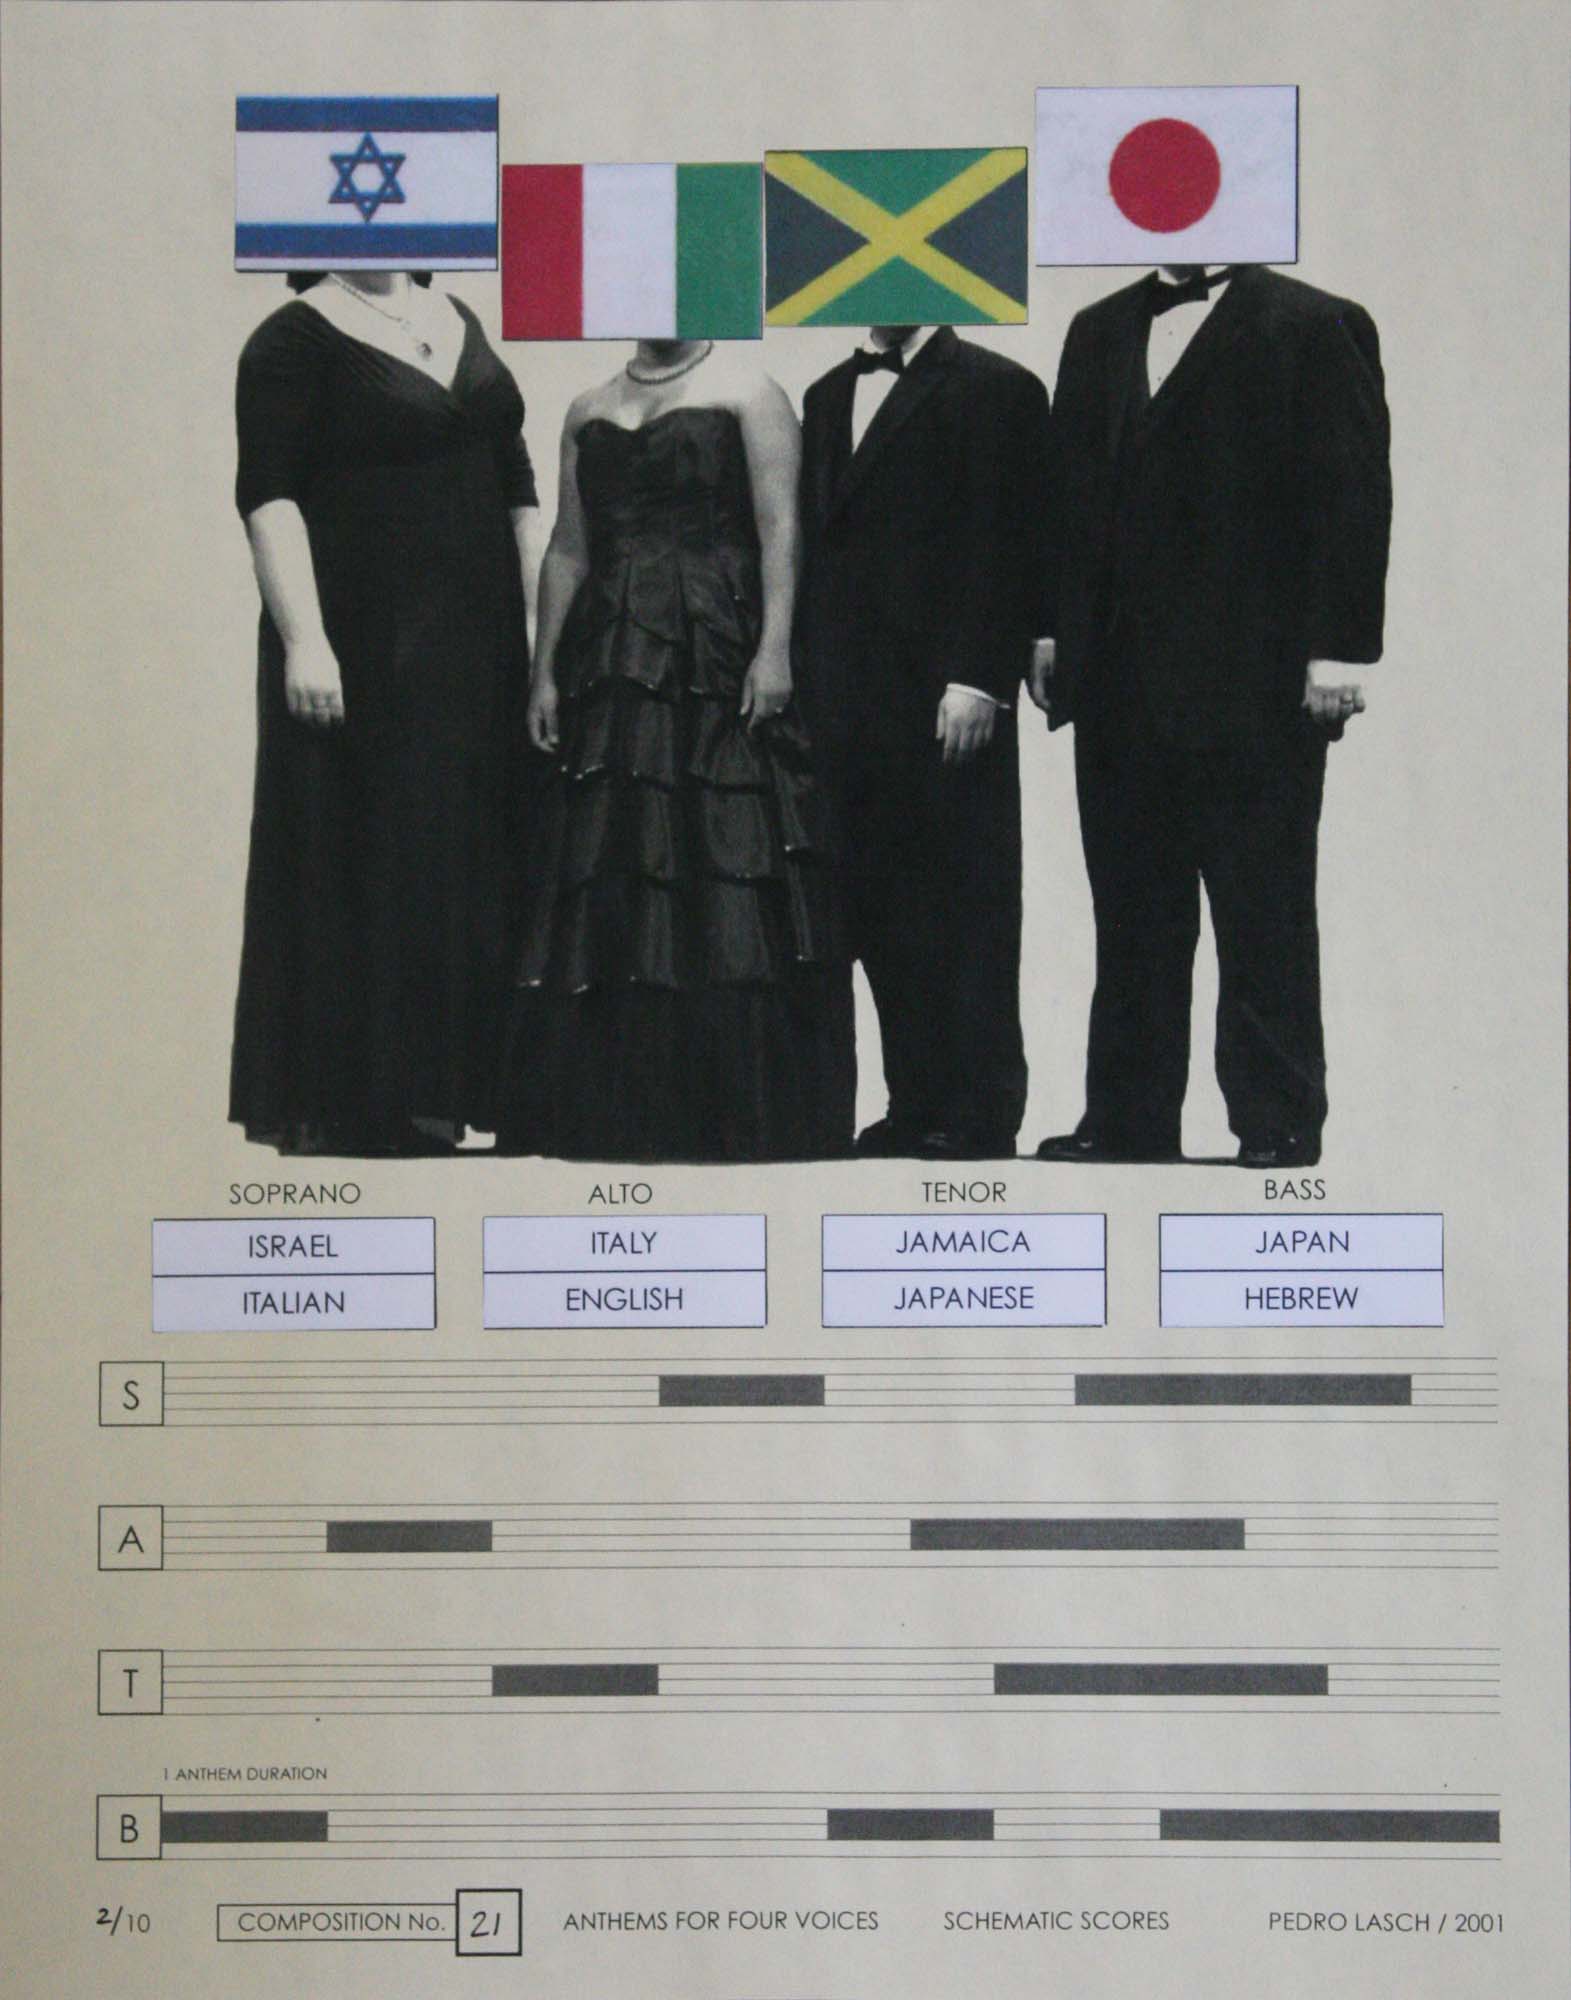 SOPRANO ALTO TENOR BASS
ISRAEL ITALY JAMAICA JAPAN
ITALIAN ENGLISH JAPANESE HEBREW
S
A
T
1 ANTHEM DURATION
B
2/10 COMPOSITION No. 21 ANTHEMS FOR FOUR VOICES SCHEMATIC SCORES PEDRO LASCH / 2001